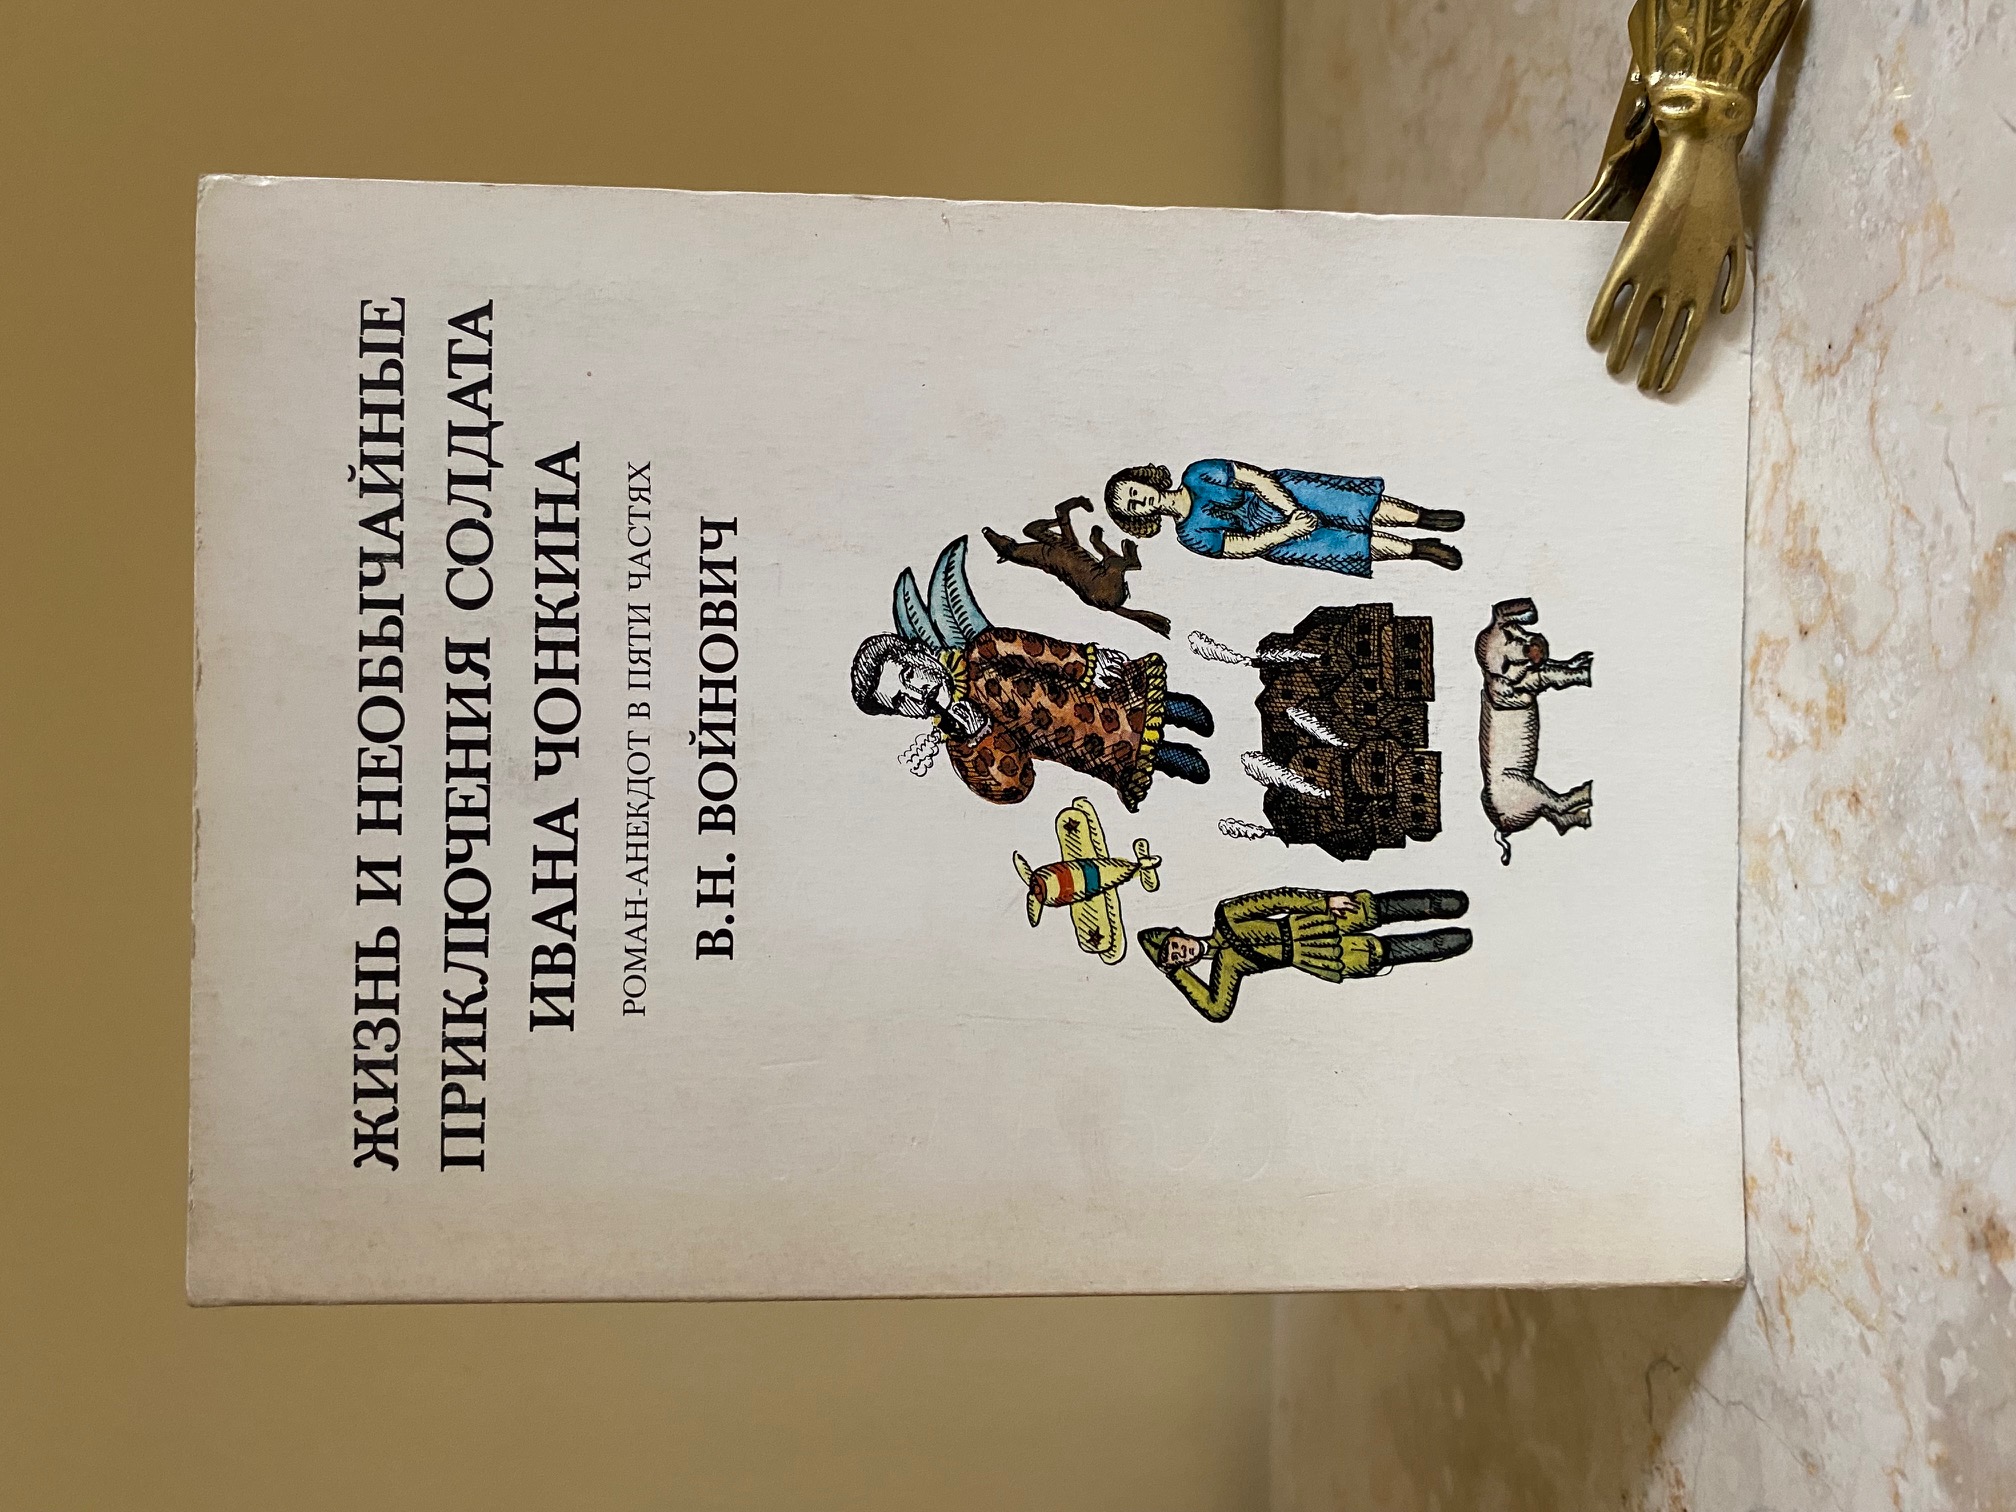 ЖИЗНЬ И НЕОБЫЧАЙНЫЕ
ПРИКЛЮЧЕНИЯ СОЛДАТА
ИВАНА ЧОНКИНА
РОМАН-АНЕКДОТ В ПЯТИ ЧАСТЯХ
В.Н. ВОЙНОВИЧ